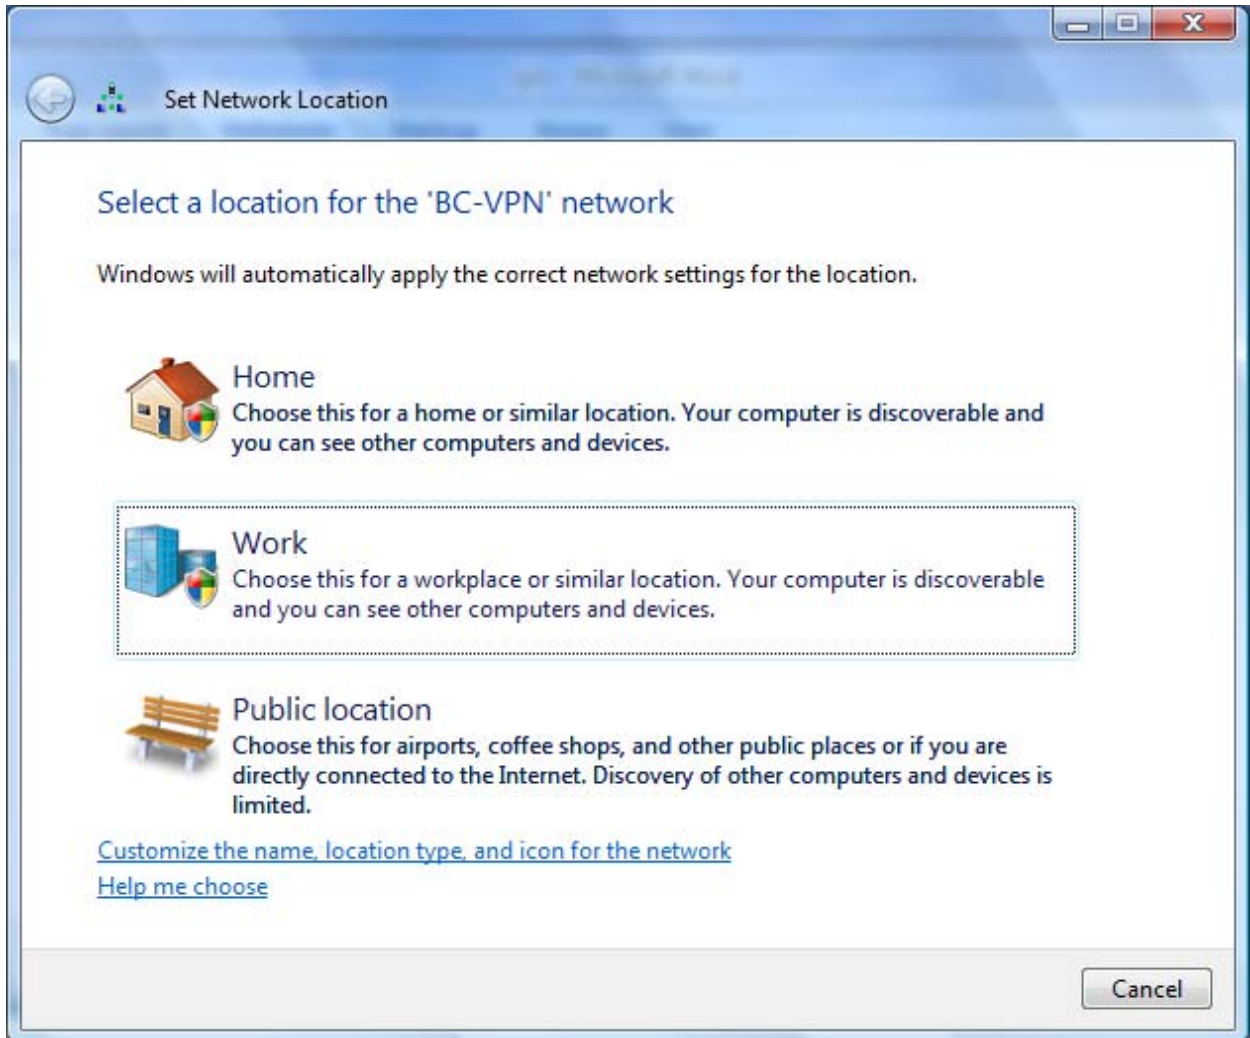 Set Network Location
Select a location for the 'BC-VPN' network
Windows will automatically apply the correct network settings for the location.
Home
Choose this for a home or similar location. Your computer is discoverable and
you can see other computers and devices.
Work
Choose this for a workplace or similar location. Your computer is discoverable
and you can see other computers and devices.
Public location
Choose this for airports, coffee shops, and other public places or if you are
directly connected to the Internet. Discovery of other computers and devices is
limited.
Customize the name, location type, and icon for the network
Help me choose
Cancel